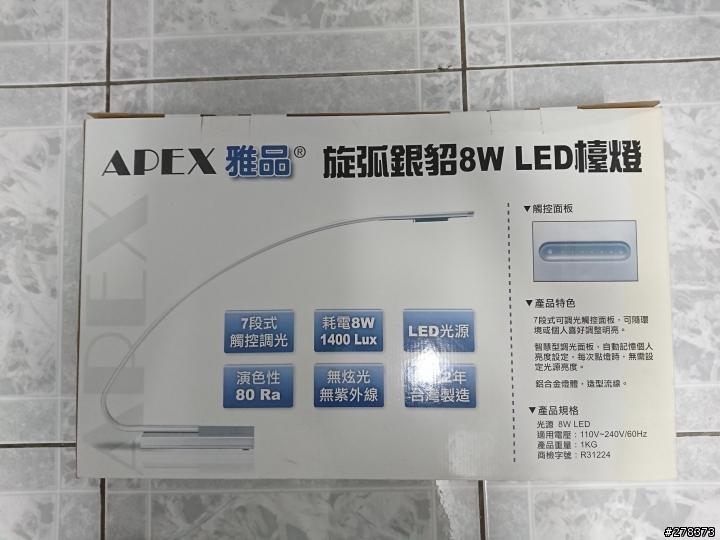 APEX 雅品® 旋弧銀貂8W LED檯燈
APEX
▼觸控面板
7段式
觸控調光
耗電8W
1400 Lux
LED光源
演色性
80 Ra
無炫光
無紫外線
2年
台灣製造
▼產品特色
7段式可調光觸控面板，可隨環
境或個人喜好調整明亮。
智慧型調光面板，自動記憶個人
亮度設定，每次點燈時，無需設
定光源亮度。
鋁合金燈體，造型流線。
▼產品規格
光源 8W LED
適用電壓：110V~240V/60Hz
產品重量：1KG
商檢字號：R31224
#278373